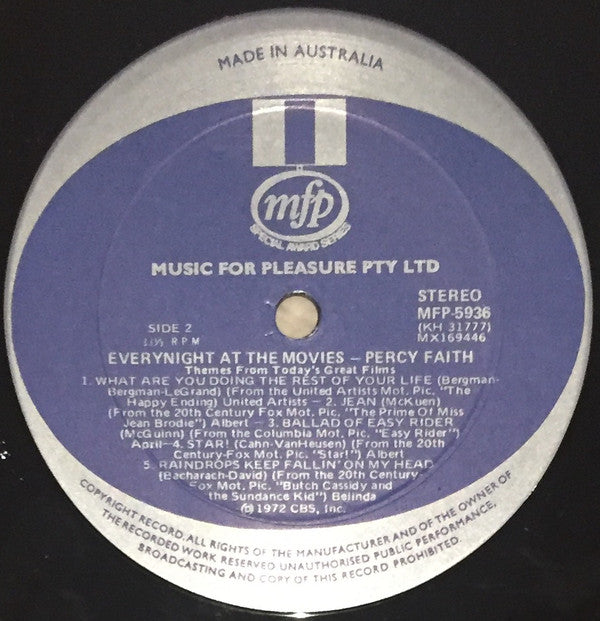 MADE IN AUSTRALIA
mfp
SPECIAL AWARD SERIES
MUSIC FOR PLEASURE PTY LTD
STEREO
SIDE 2 MFP-5936
33⅓ R P M (KH 31777)
MX169446
EVERYNIGHT AT THE MOVIES – PERCY FAITH
Themes From Today's Great Films
1. WHAT ARE YOU DOING THE REST OF YOUR LIFE (Bergman-
Bergman-LeGrand) (From the United Artists Mot. Pic. "The
Happy Ending) United Artists – 2. JEAN (McKuen)
(From the 20th Century Fox Mot. Pic. "The Prime Of Miss
Jean Brodie") Albert – 3. BALLAD OF EASY RIDER
(McGuinn) (From the Columbia Mot. Pic. "Easy Rider")
April–4. STAR! (Cahn-VanHeusen) (From the 20th
Century-Fox Mot. Pic. "Star!") Albert
5. RAINDROPS KEEP FALLIN' ON MY HEAD
(Bacharach-David) (From the 20th Century
Fox Mot. Pic. "Butch Cassidy and
the Sundance Kid") Belinda
℗ 1972 CBS, Inc.
COPYRIGHT RECORD. ALL RIGHTS OF THE MANUFACTURER AND OF THE OWNER OF
THE RECORDED WORK RESERVED UNAUTHORISED PUBLIC PERFORMANCE,
BROADCASTING AND COPY OF THIS RECORD PROHIBITED.